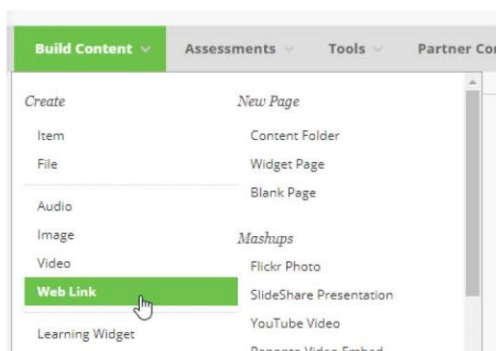 Build Content Assessments Tools Partner Co
Create
Item
File
Audio
Image
Video
Web Link
Learning Widget
New Page
Content Folder
Widget Page
Blank Page
Mashups
Flickr Photo
SlideShare Presentation
YouTube Video